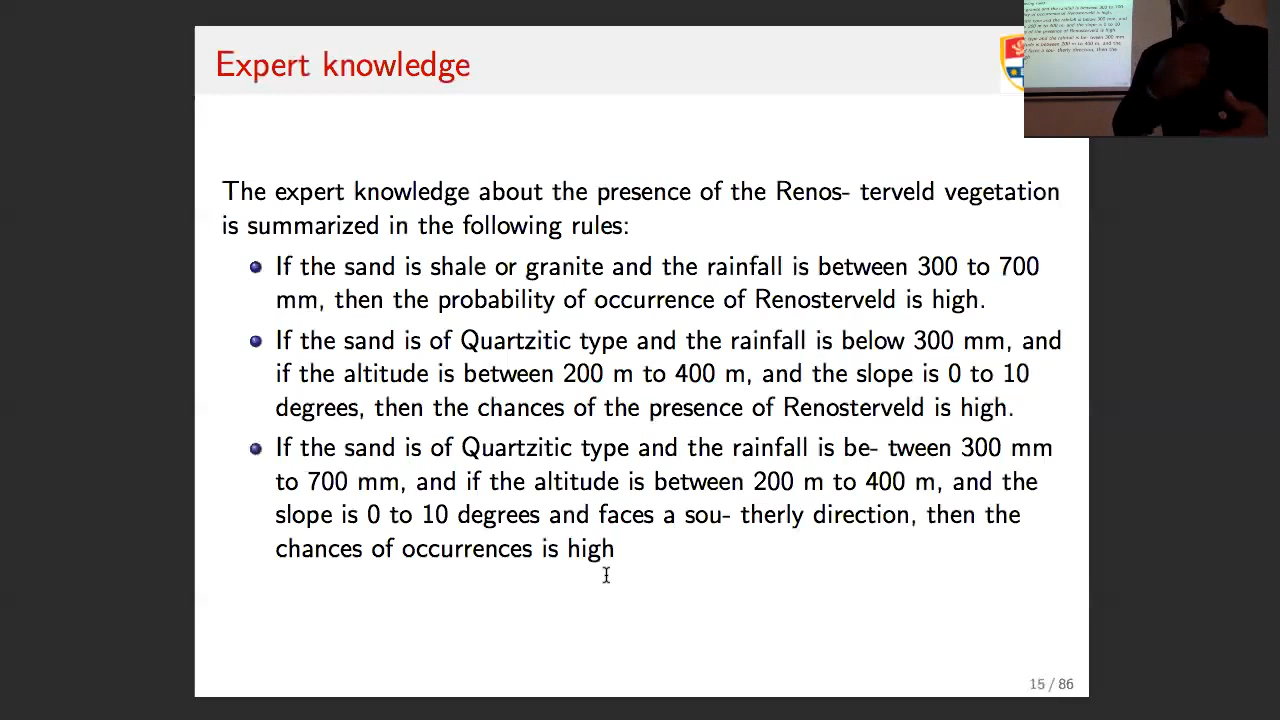 Expert knowledge
The expert knowledge about the presence of the Renos- terveld vegetation
is summarized in the following rules:
If the sand is shale or granite and the rainfall is between 300 to 700
mm, then the probability of occurrence of Renosterveld is high.
If the sand is of Quartzitic type and the rainfall is below 300 mm, and
if the altitude is between 200 m to 400 m, and the slope is 0 to 10
degrees, then the chances of the presence of Renosterveld is high.
If the sand is of Quartzitic type and the rainfall is be- tween 300 mm
to 700 mm, and if the altitude is between 200 m to 400 m, and the
slope is 0 to 10 degrees and faces a sou- therly direction, then the
chances of occurrences is high
15 / 86